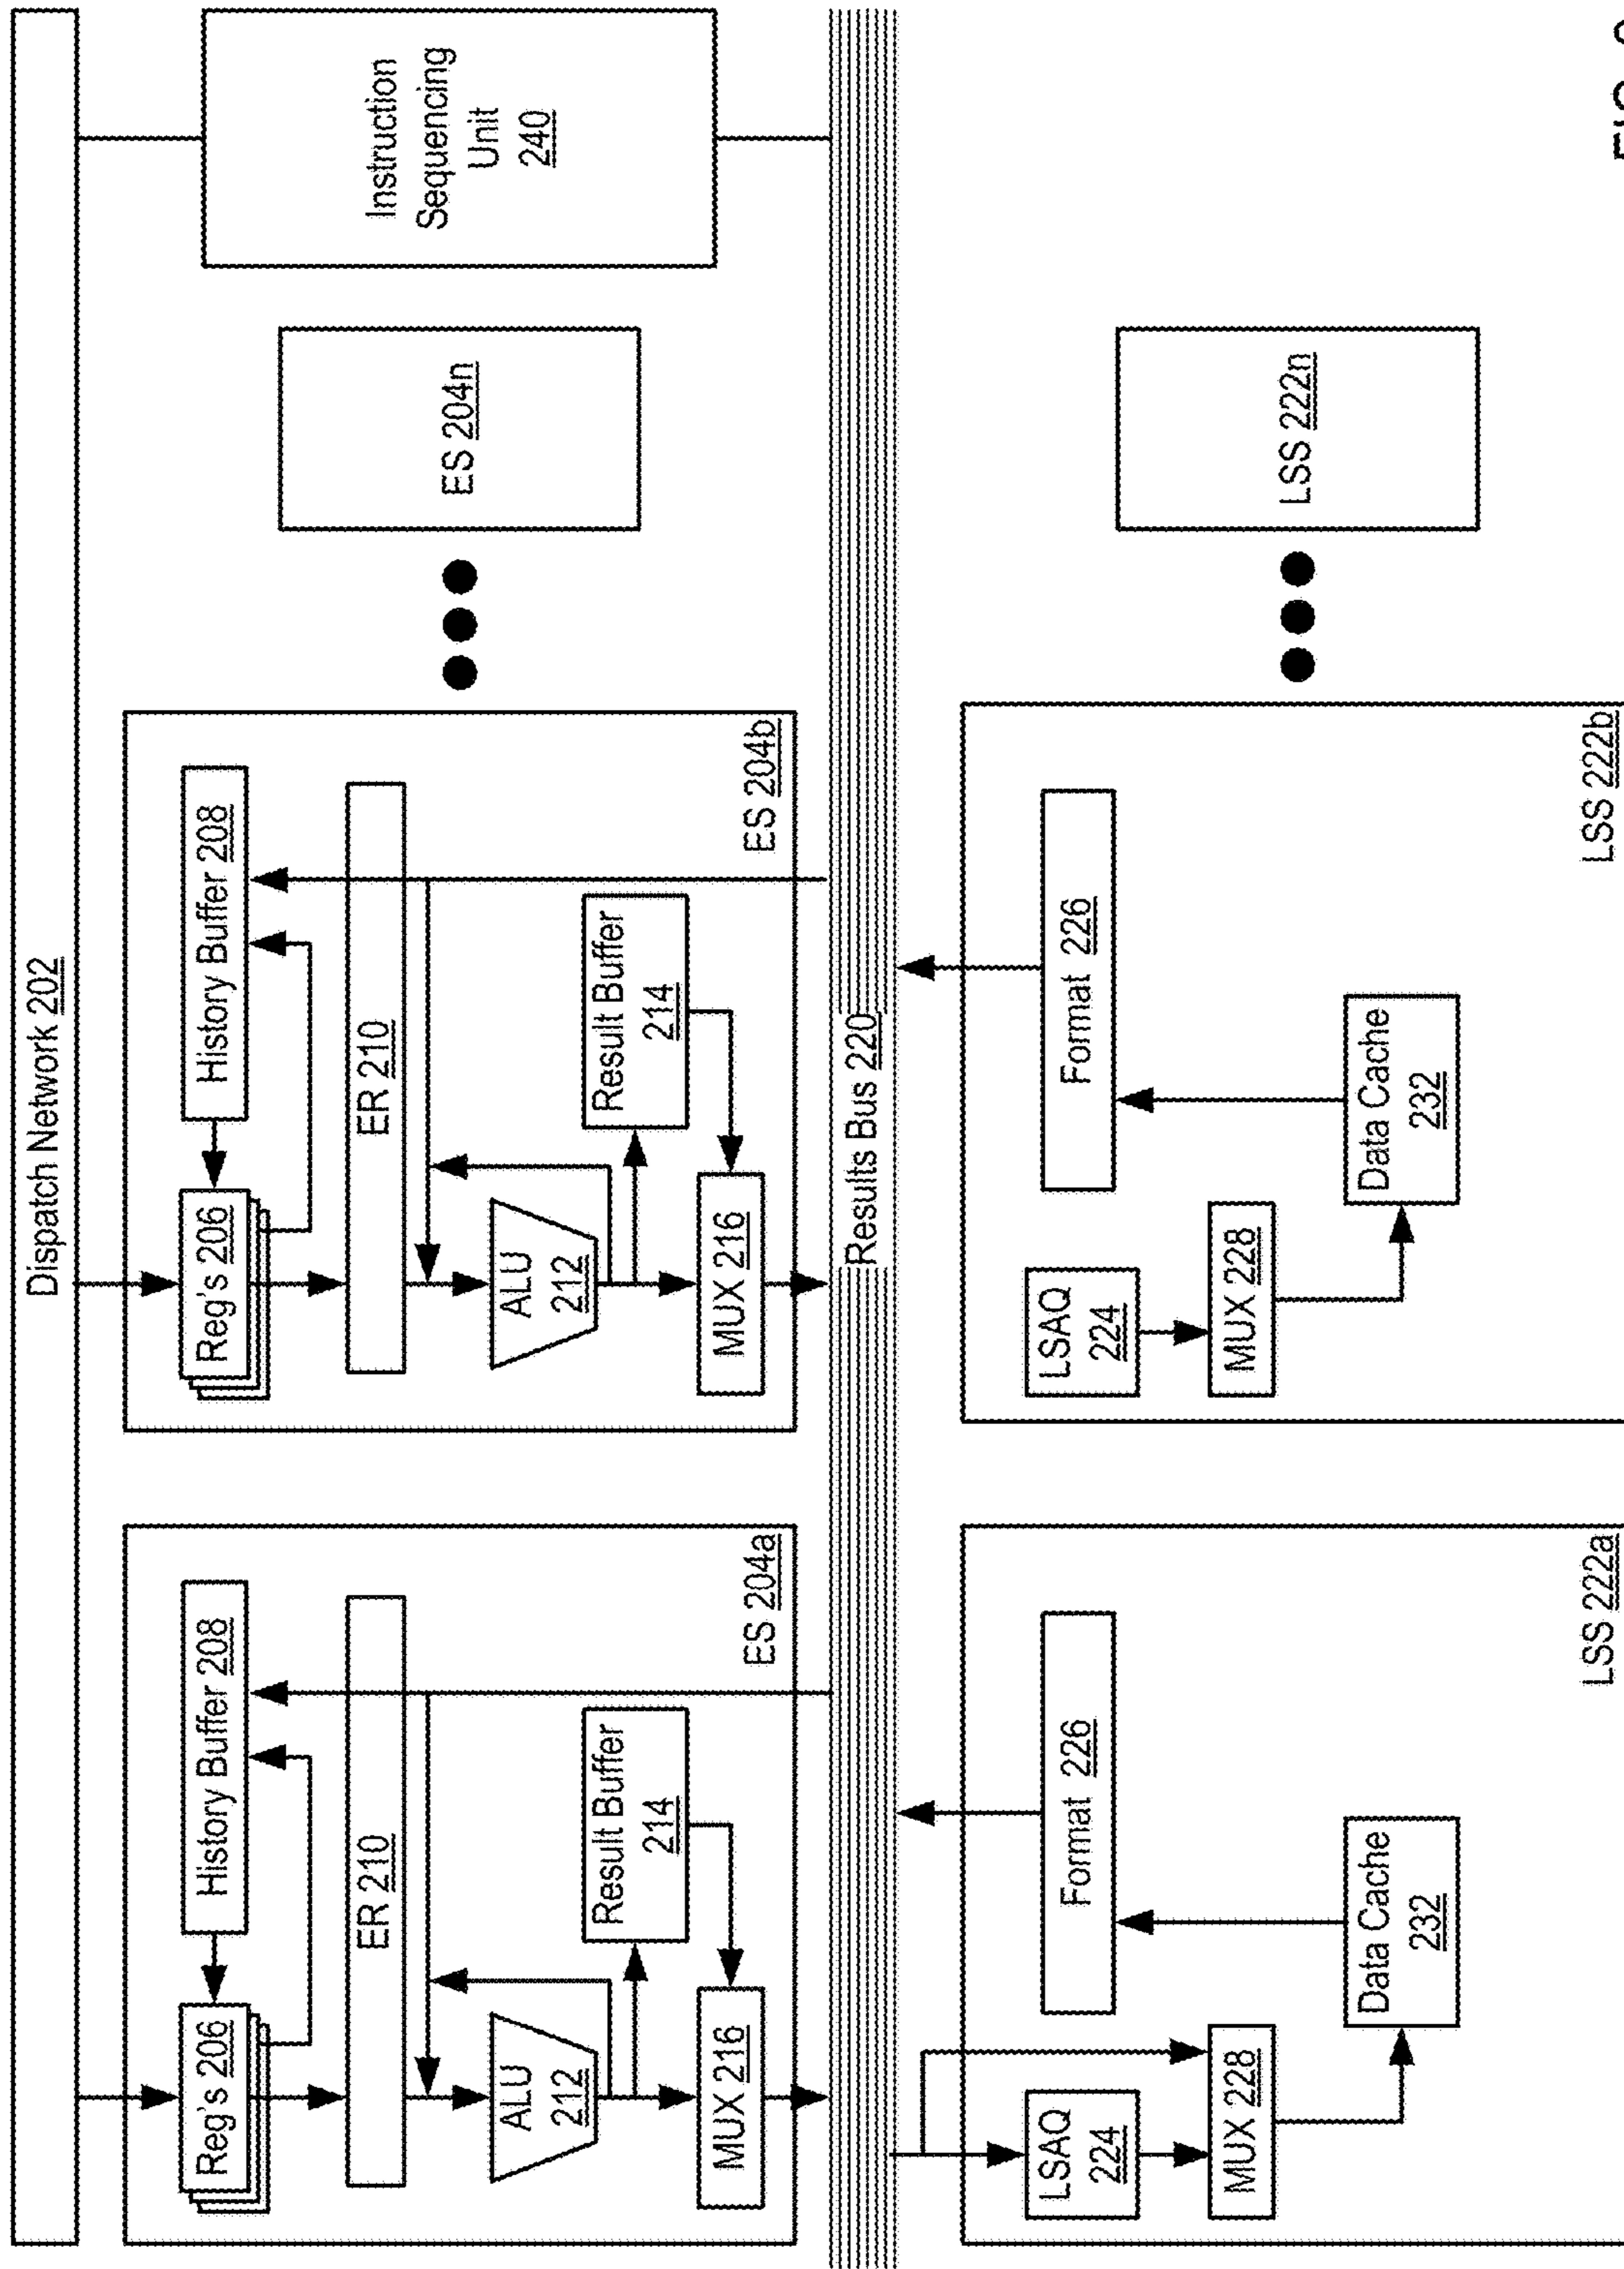 Dispatch Network 202
Reg's 206
History Buffer 208
ER 210
ALU
212
Result Buffer
214
MUX 216
ES 204a
Reg's 206
History Buffer 208
ER 210
ALU
212
Result Buffer
214
MUX 216
ES 204b
ES 204n
Instruction
Sequencing
Unit
240
Results Bus 220
LSAQ
224
MUX 228
Format 226
Data Cache
232
LSS 222a
LSAQ
224
MUX 228
Format 226
Data Cache
232
LSS 222b
LSS 222n